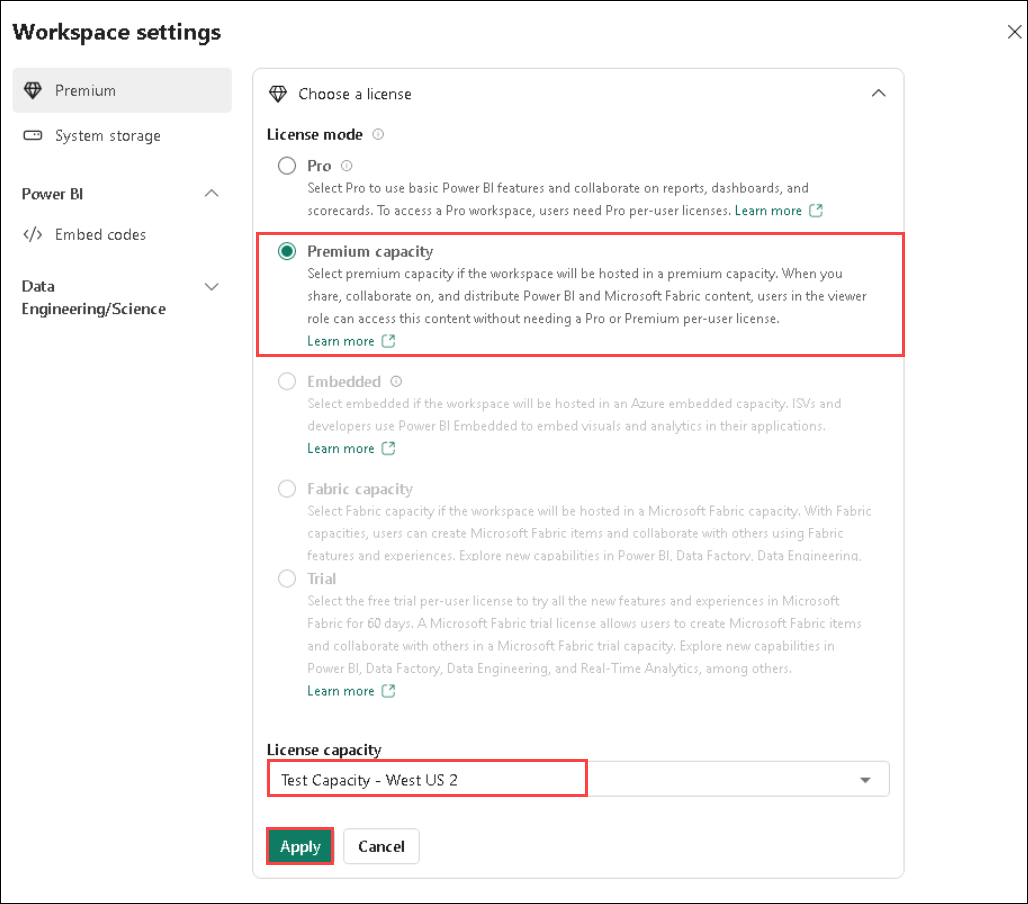 Workspace settings
Premium
System storage
Power BI
Embed codes
Data
Engineering/Science
Choose a license
License mode
Pro
Select Pro to use basic Power BI features and collaborate on reports, dashboards, and
scorecards. To access a Pro workspace, users need Pro per-user licenses. Learn more
Premium capacity
Select premium capacity if the workspace will be hosted in a premium capacity. When you
share, collaborate on, and distribute Power BI and Microsoft Fabric content, users in the viewer
role can access this content without needing a Pro or Premium per-user license.
Learn more
Embedded
Select embedded if the workspace will be hosted in an Azure embedded capacity. ISVs and
developers use Power BI Embedded to embed visuals and analytics in their applications.
Learn more
Fabric capacity
Select Fabric capacity if the workspace will be hosted in a Microsoft Fabric capacity. With Fabric
capacities, users can create Microsoft Fabric items and collaborate with others using Fabric
features and experiences. Explore new capabilities in Power BI, Data Factory, Data Engineering,
Trial
Select the free trial per-user license to try all the new features and experiences in Microsoft
Fabric for 60 days. A Microsoft Fabric trial license allows users to create Microsoft Fabric items
and collaborate with others in a Microsoft Fabric trial capacity. Explore new capabilities in
Power BI, Data Factory, Data Engineering, and Real-Time Analytics, among others.
Learn more
License capacity
Test Capacity - West US 2
Apply
Cancel